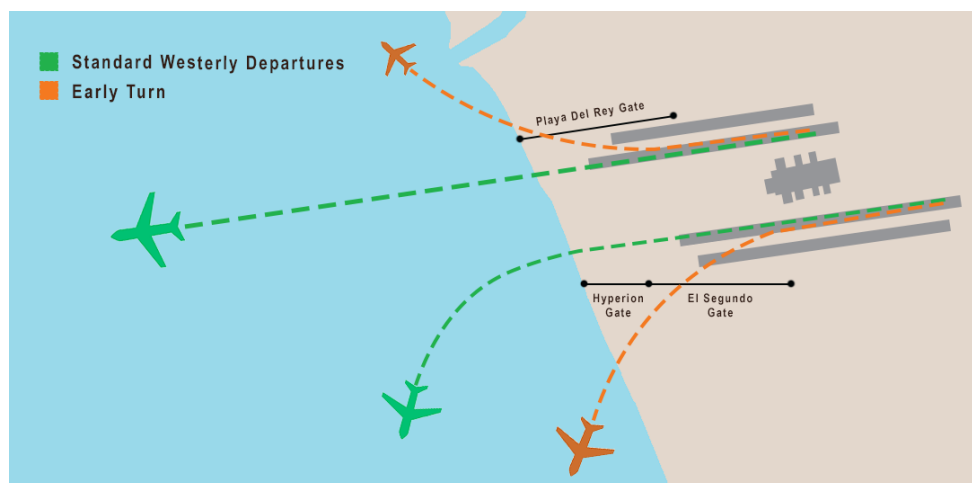 Standard Westerly Departures
Early Turn
Playa Del Rey Gate
Hyperion
Gate
El Segundo
Gate